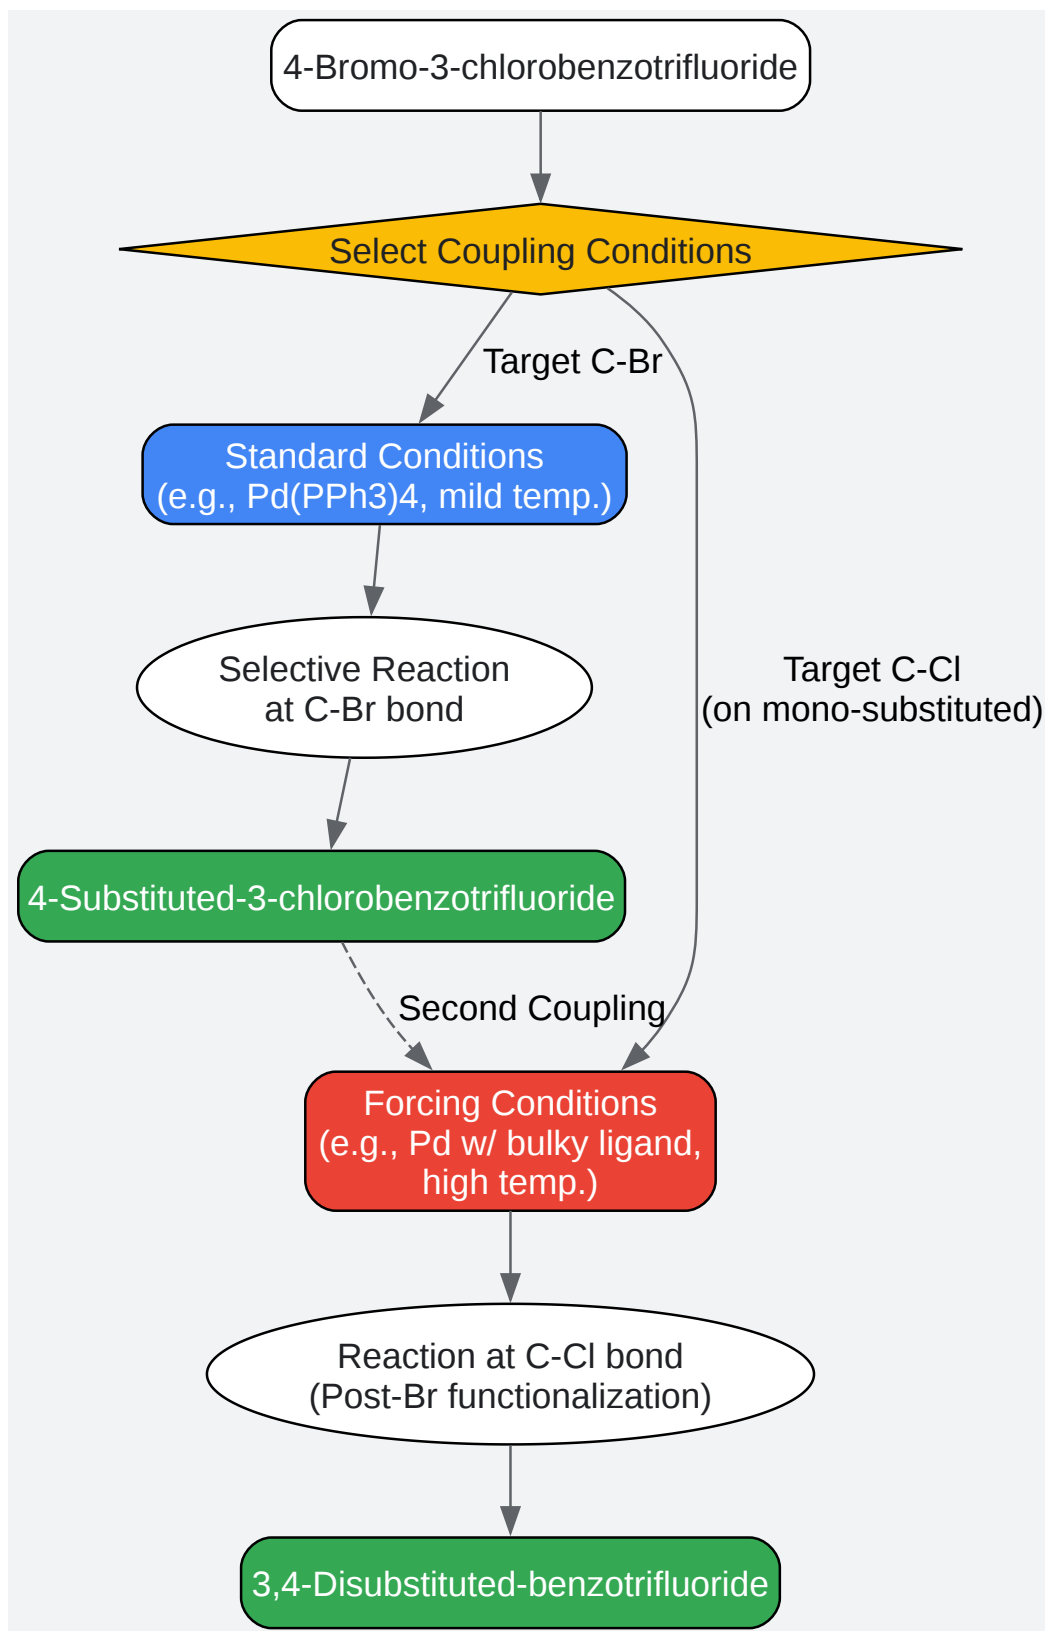 4-Bromo-3-chlorobenzotrifluoride
Select Coupling Conditions
Target C-Br
Standard Conditions
(e.g., Pd(PPh3)4, mild temp.)
Selective Reaction
at C-Br bond
Target C-Cl
(on mono-substituted)
4-Substituted-3-chlorobenzotrifluoride
Second Coupling
Forcing Conditions
(e.g., Pd w/ bulky ligand,
high temp.)
Reaction at C-Cl bond
(Post-Br functionalization)
3,4-Disubstituted-benzotrifluoride